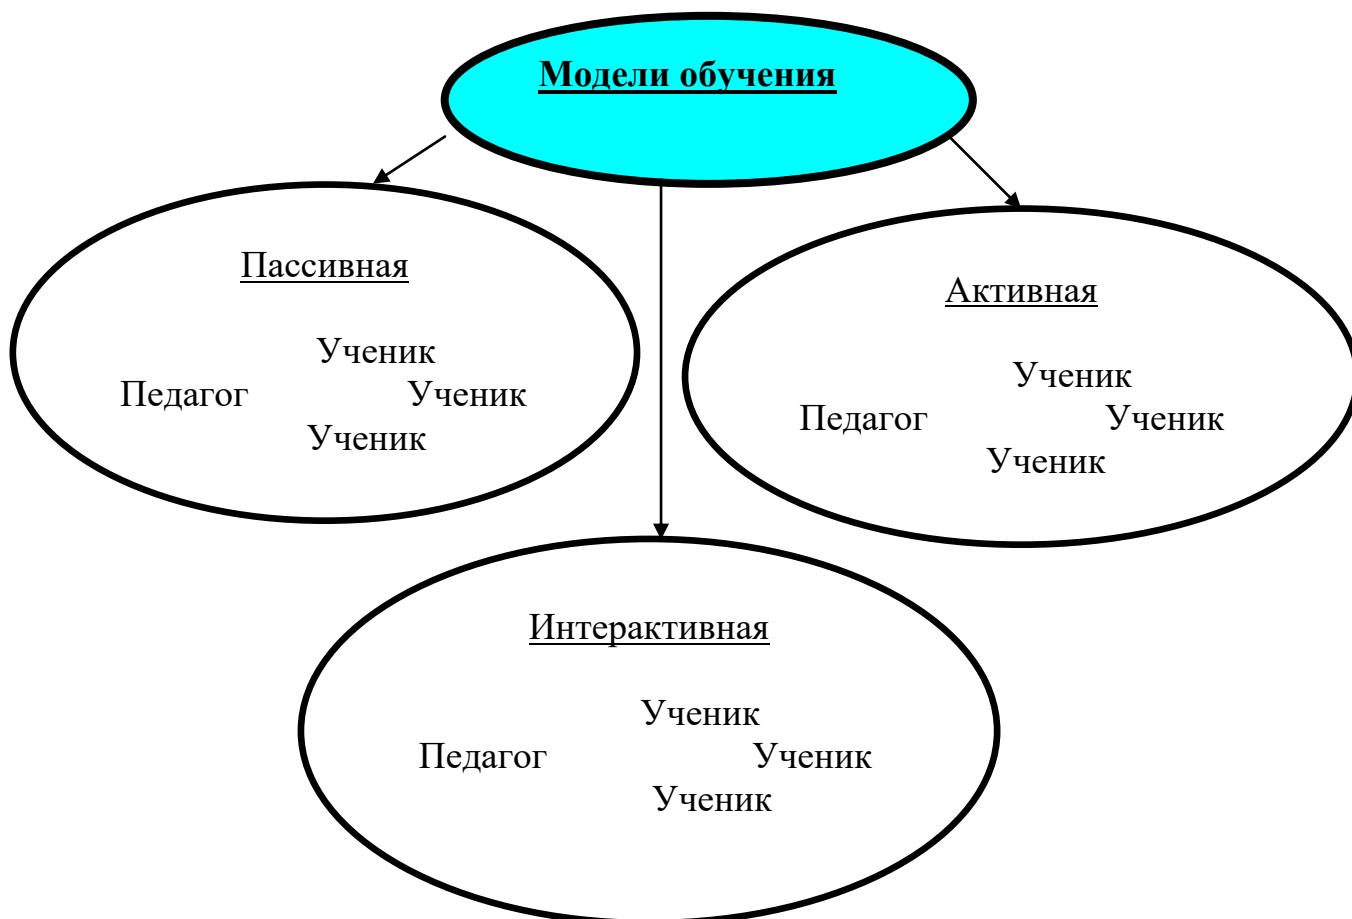 Модели обучения
Пассивная
Ученик
Педагог Ученик
Ученик
Активная
Ученик
Педагог Ученик
Ученик
Интерактивная
Ученик
Педагог Ученик
Ученик